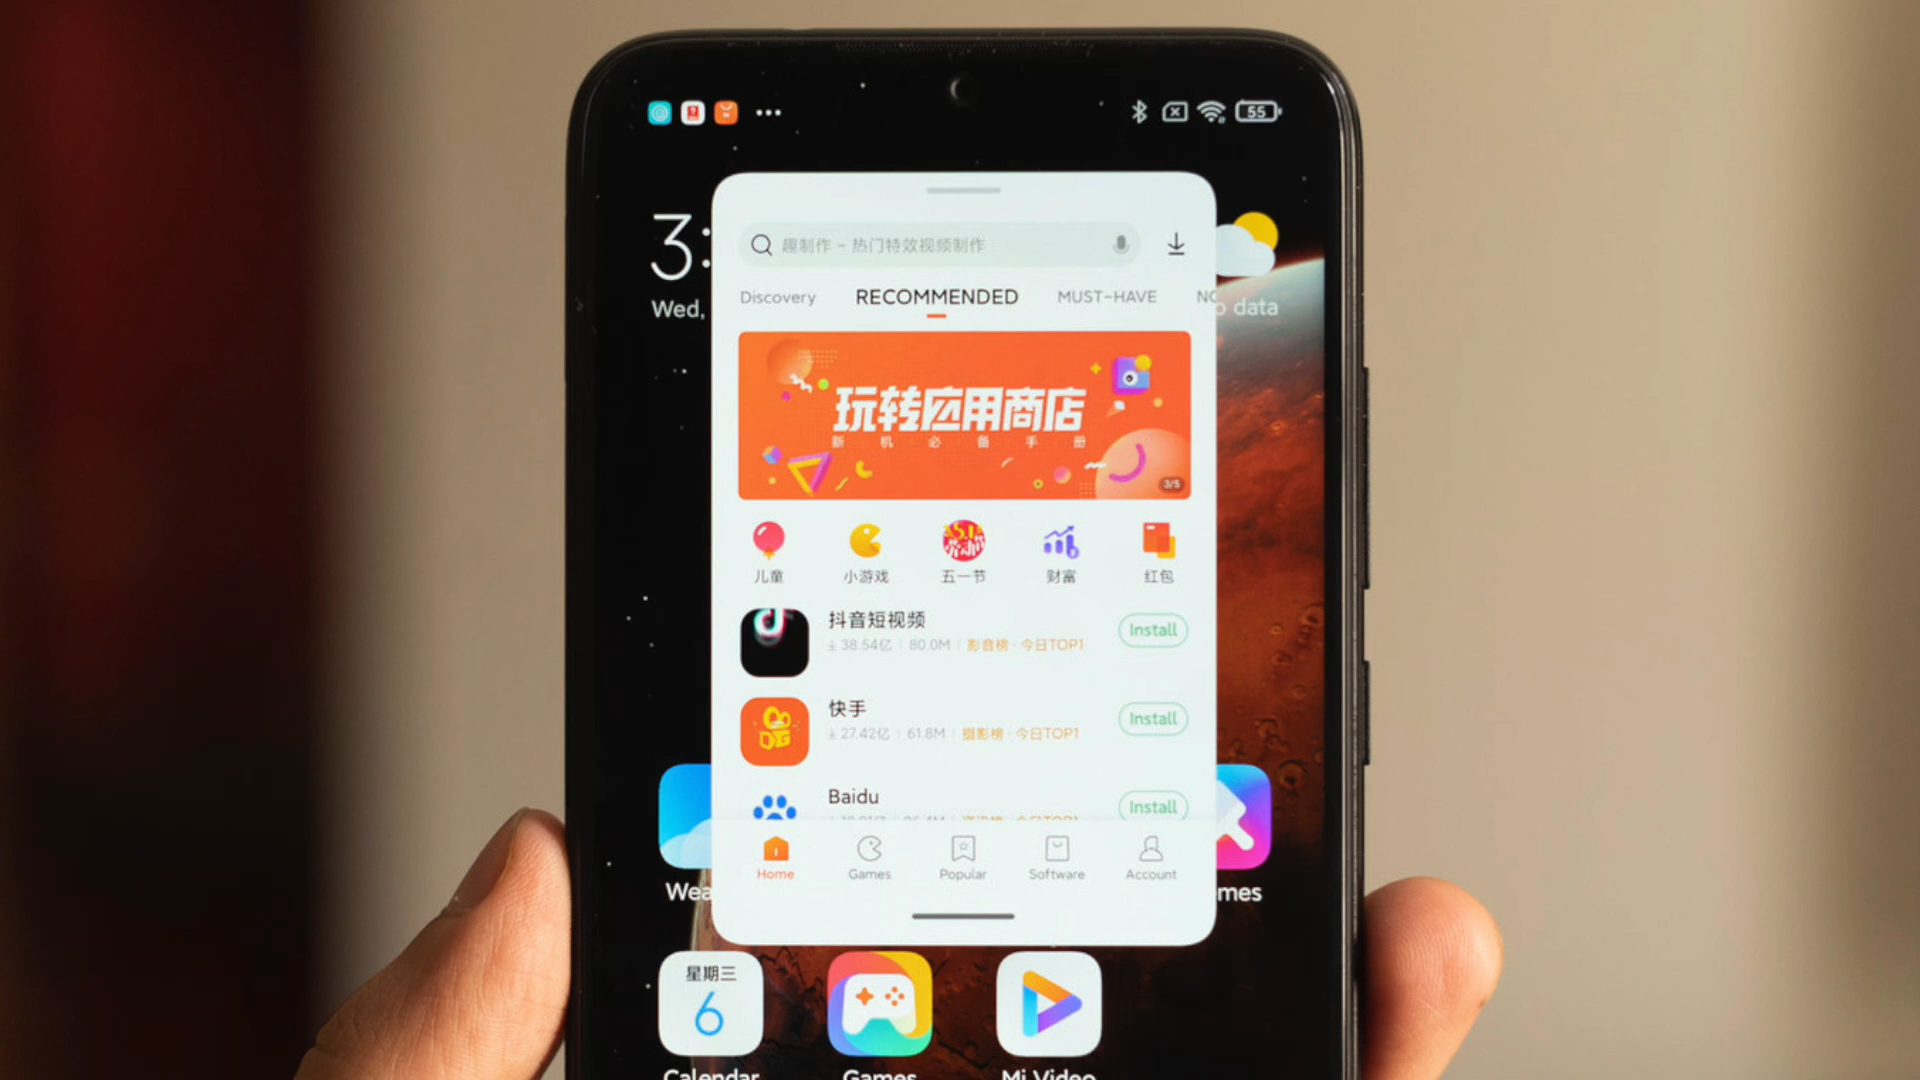 55
3:
Wed,
o data
趣制作 - 热门特效视频制作
Discovery RECOMMENDED MUST-HAVE NO
玩转应用商店
新机必备手册
3/5
5.1
儿童 小游戏 五一节 财富 红包
抖音短视频
38.54亿 | 80.0M | 影音榜 · 今日TOP1
Install
快手
27.42亿 | 61.8M | 摄影榜 · 今日TOP1
Install
Baidu
Install
Home Games Popular Software Account
Wea
mes
星期三
6
Calendar Games Mi Video